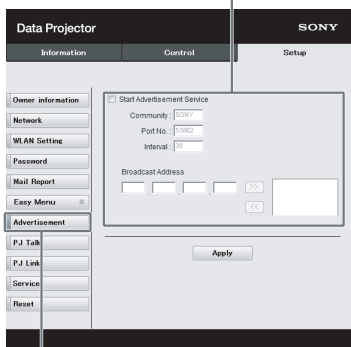 Data Projector
SONY
Information
Control
Setup
Owner information
Network
WLAN Setting
Password
Mail Report
Easy Menu
Advertisement
PJ Talk
PJ Link
Service
Reset
Start Advertisement Service
Community : SONY
Port No. : 53862
Interval : 30
Broadcast Address
. . .
>>
<<
Apply